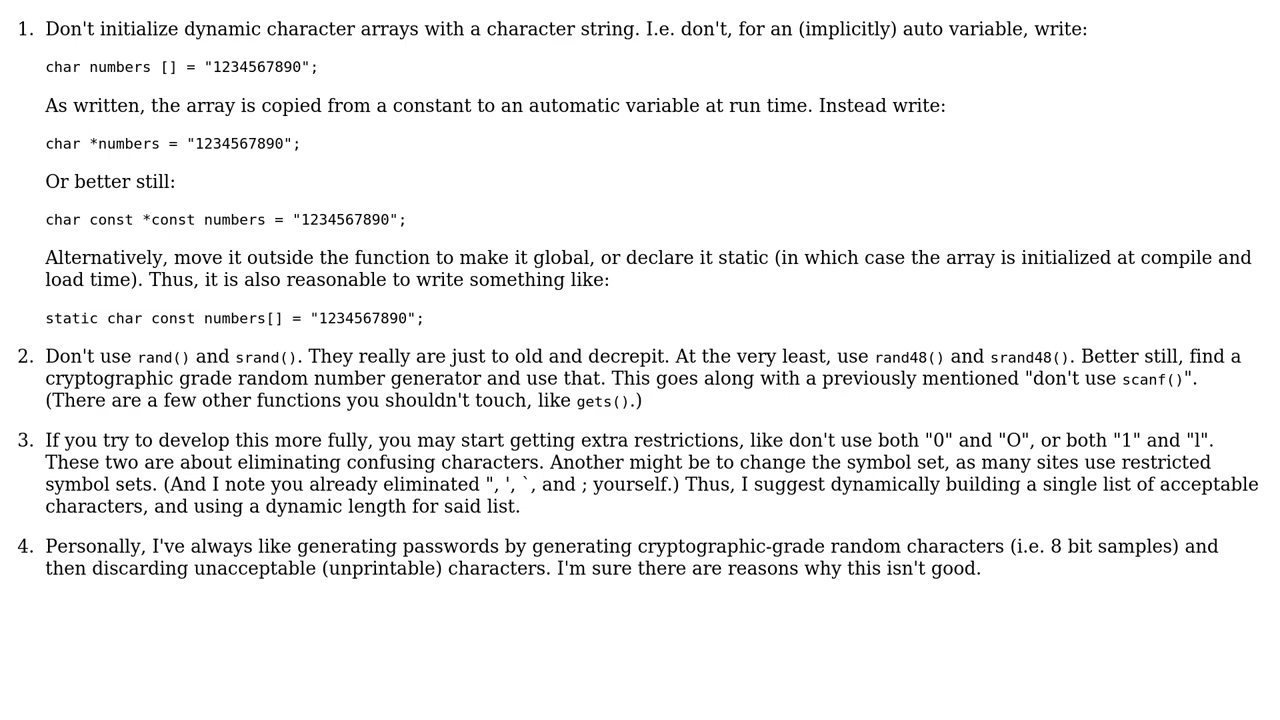 1. Don't initialize dynamic character arrays with a character string. I.e. don't, for an (implicitly) auto variable, write:
char numbers [] = "1234567890";
As written, the array is copied from a constant to an automatic variable at run time. Instead write:
char *numbers = "1234567890";
Or better still:
char const *const numbers = "1234567890";
Alternatively, move it outside the function to make it global, or declare it static (in which case the array is initialized at compile and
load time). Thus, it is also reasonable to write something like:
static char const numbers[] = "1234567890";
2. Don't use rand() and srand(). They really are just to old and decrepit. At the very least, use rand48() and srand48(). Better still, find a
cryptographic grade random number generator and use that. This goes along with a previously mentioned "don't use scanf()".
(There are a few other functions you shouldn't touch, like gets().)
3. If you try to develop this more fully, you may start getting extra restrictions, like don't use both "0" and "O", or both "1" and "l".
These two are about eliminating confusing characters. Another might be to change the symbol set, as many sites use restricted
symbol sets. (And I note you already eliminated ", ', `, and ; yourself.) Thus, I suggest dynamically building a single list of acceptable
characters, and using a dynamic length for said list.
4. Personally, I've always like generating passwords by generating cryptographic-grade random characters (i.e. 8 bit samples) and
then discarding unacceptable (unprintable) characters. I'm sure there are reasons why this isn't good.